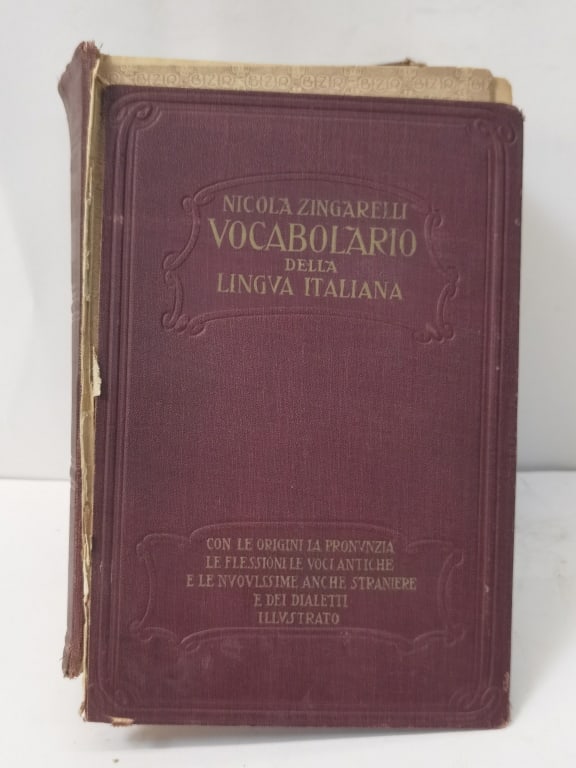 NICOLA ZINGARELLI
VOCABOLARIO
DELLA
LINGVA ITALIANA
CON LE ORIGINI LA PRONVNZIA
LE FLESSIONI LE VOCI ANTICHE
E LE NVOVISSIME ANCHE STRANIERE
E DEI DIALETTI
ILLVSTRATO